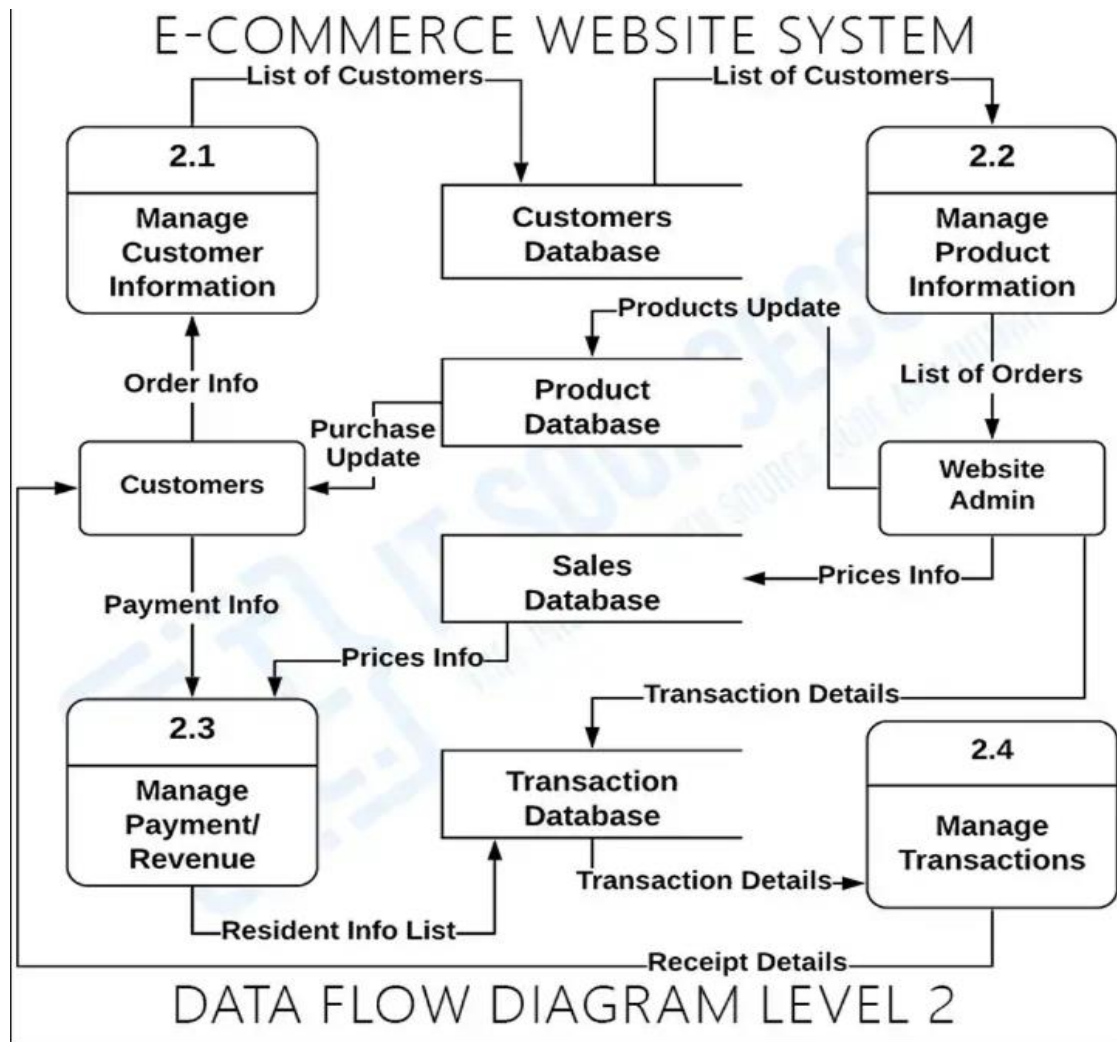 E-COMMERCE WEBSITE SYSTEM
List of Customers
List of Customers
2.1
Manage
Customer
Information
Customers
Database
2.2
Manage
Product
Information
Products Update
Order Info
Product
Database
List of Orders
Purchase
Update
Customers
Website
Admin
Sales
Database
Prices Info
Payment Info
Prices Info
Transaction Details
2.3
Manage
Payment/
Revenue
Transaction
Database
2.4
Manage
Transactions
Transaction Details
Resident Info List
Receipt Details
DATA FLOW DIAGRAM LEVEL 2